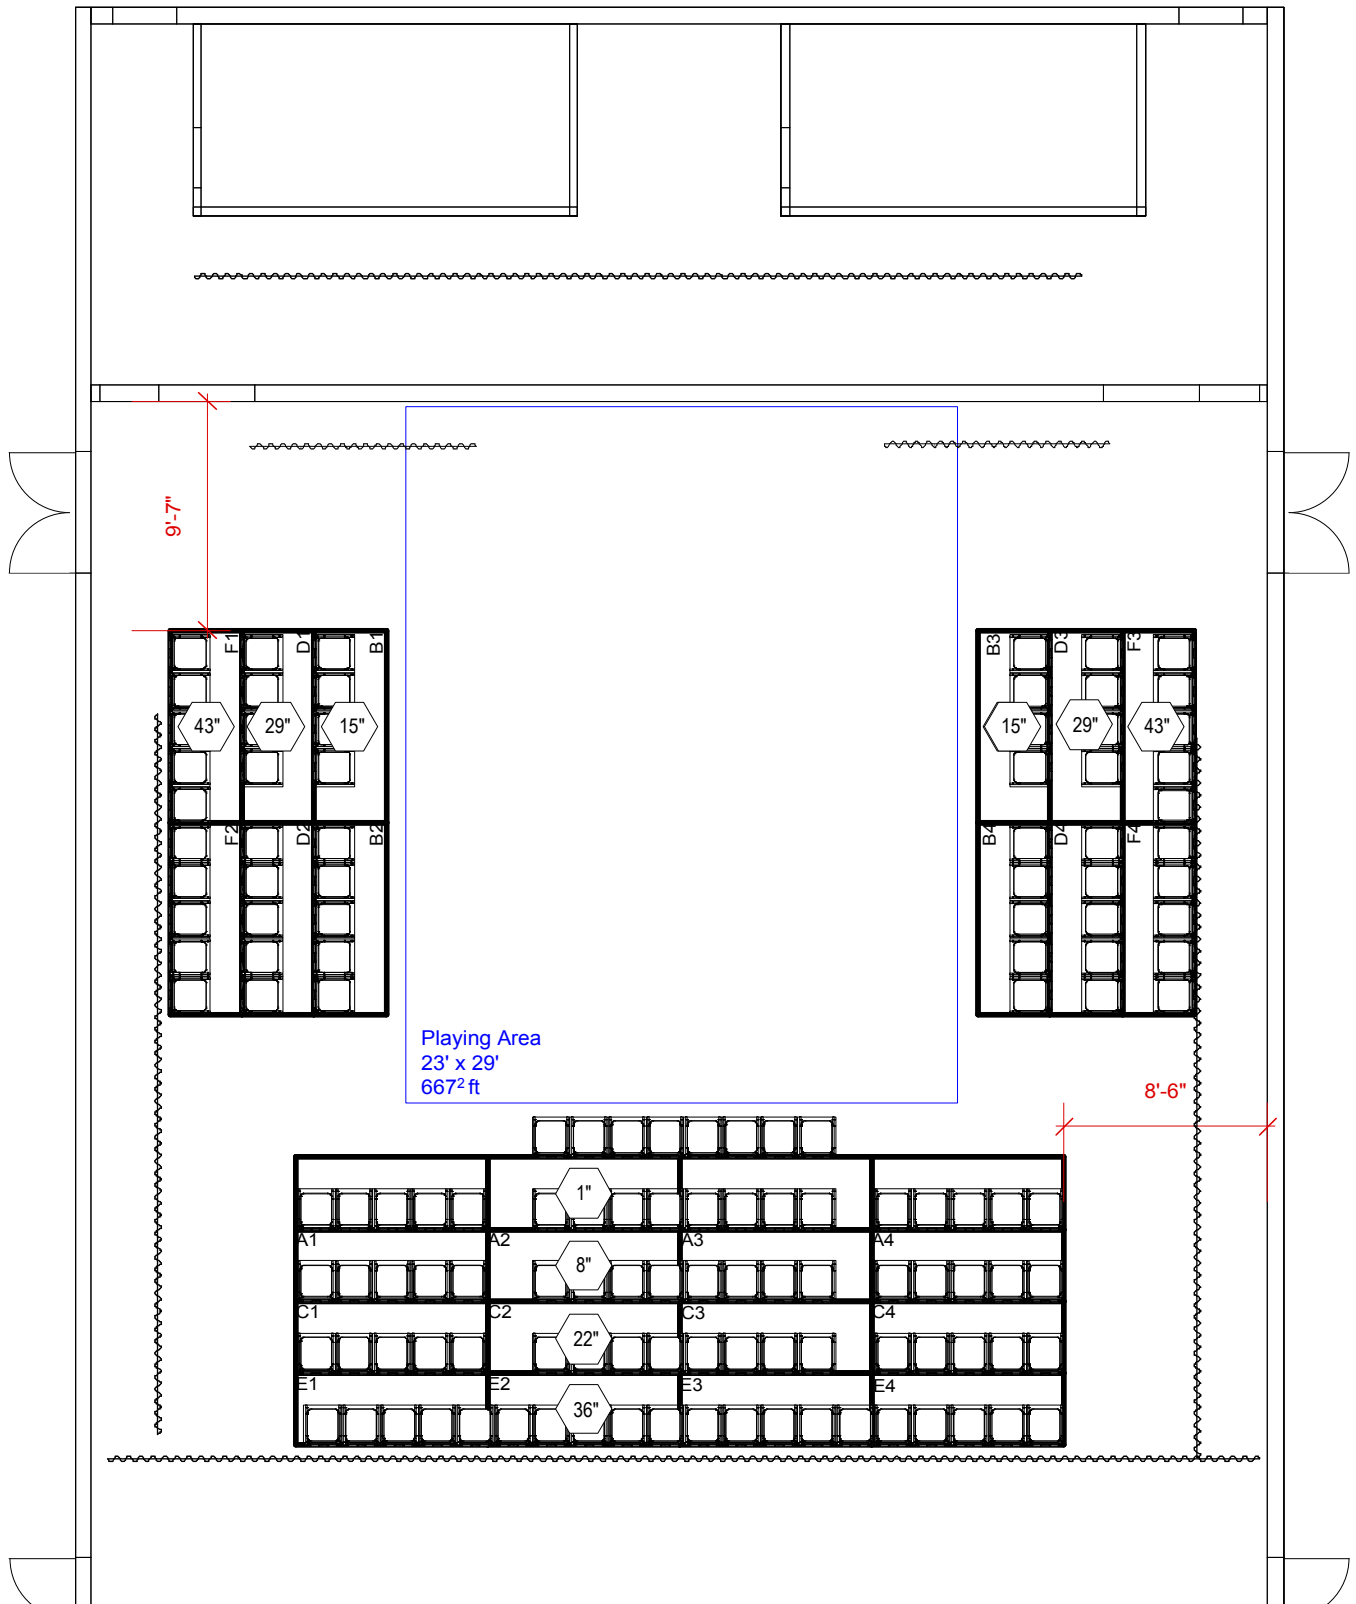 9'-7"
F1
D1
B1
B3
D3
F3
43"
29"
15"
15"
29"
43"
F2
D2
B2
B4
D4
F4
Playing Area
23' x 29'
667² ft
8'-6"
1"
A1
A2
A3
A4
8"
C1
C2
C3
C4
22"
E1
E2
E3
E4
36"